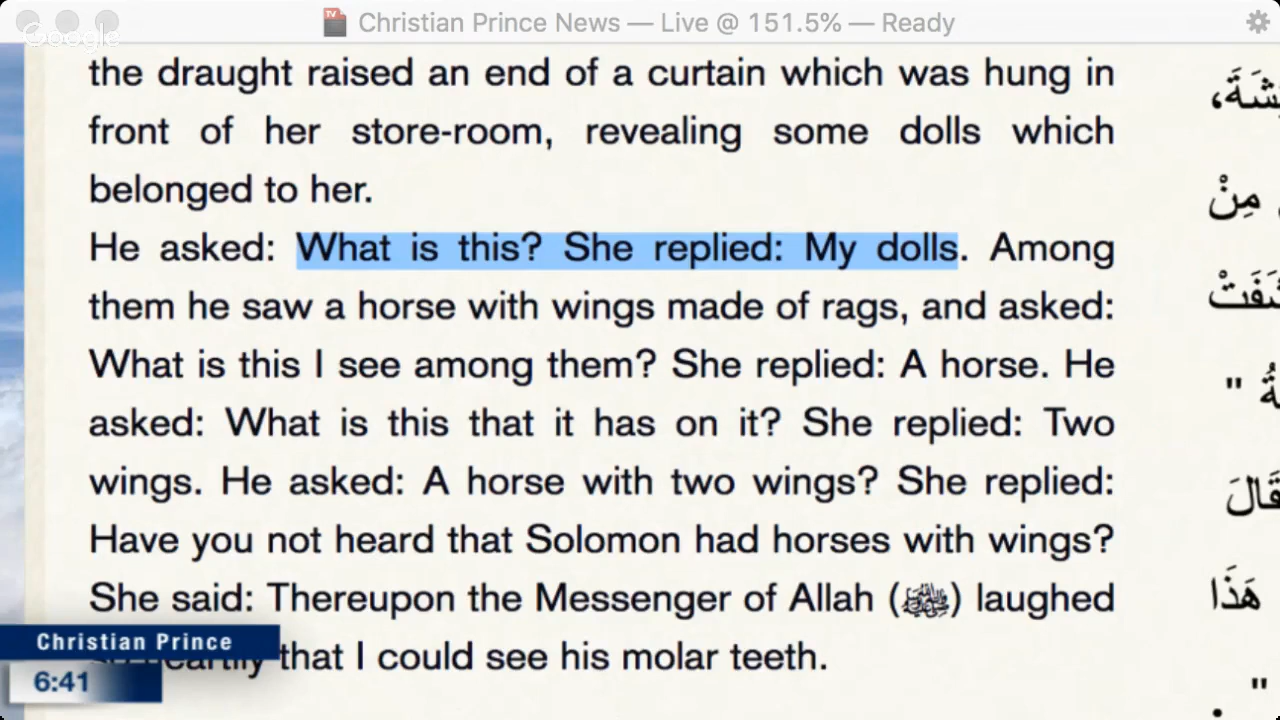 Christian Prince News — Live @ 151.5% — Ready
Google
the draught raised an end of a curtain which was hung in
front of her store-room, revealing some dolls which
belonged to her.
He asked: What is this? She replied: My dolls. Among
them he saw a horse with wings made of rags, and asked:
What is this I see among them? She replied: A horse. He
asked: What is this that it has on it? She replied: Two
wings. He asked: A horse with two wings? She replied:
Have you not heard that Solomon had horses with wings?
She said: Thereupon the Messenger of Allah (ﷺ) laughed
so heartily that I could see his molar teeth.
مِنْ
قَالَ
هَذَا
Christian Prince
6:41